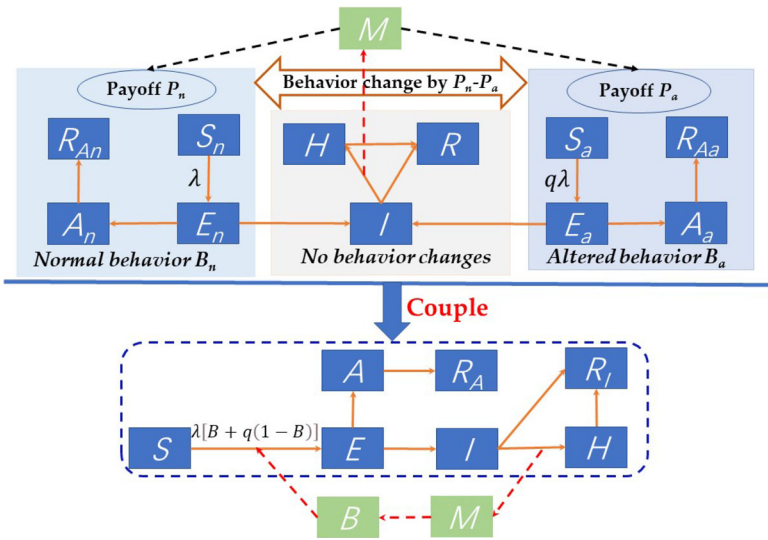 M
Payoff Pn
Behavior change by Pn-Pa
Payoff Pa
RAn
Sn
H
R
Sa
RAa
λ
qλ
An
En
I
Ea
Aa
Normal behavior Bn
No behavior changes
Altered behavior Ba
Couple
A
RA
RI
λ[B + q(1 − B)]
S
E
I
H
B
M